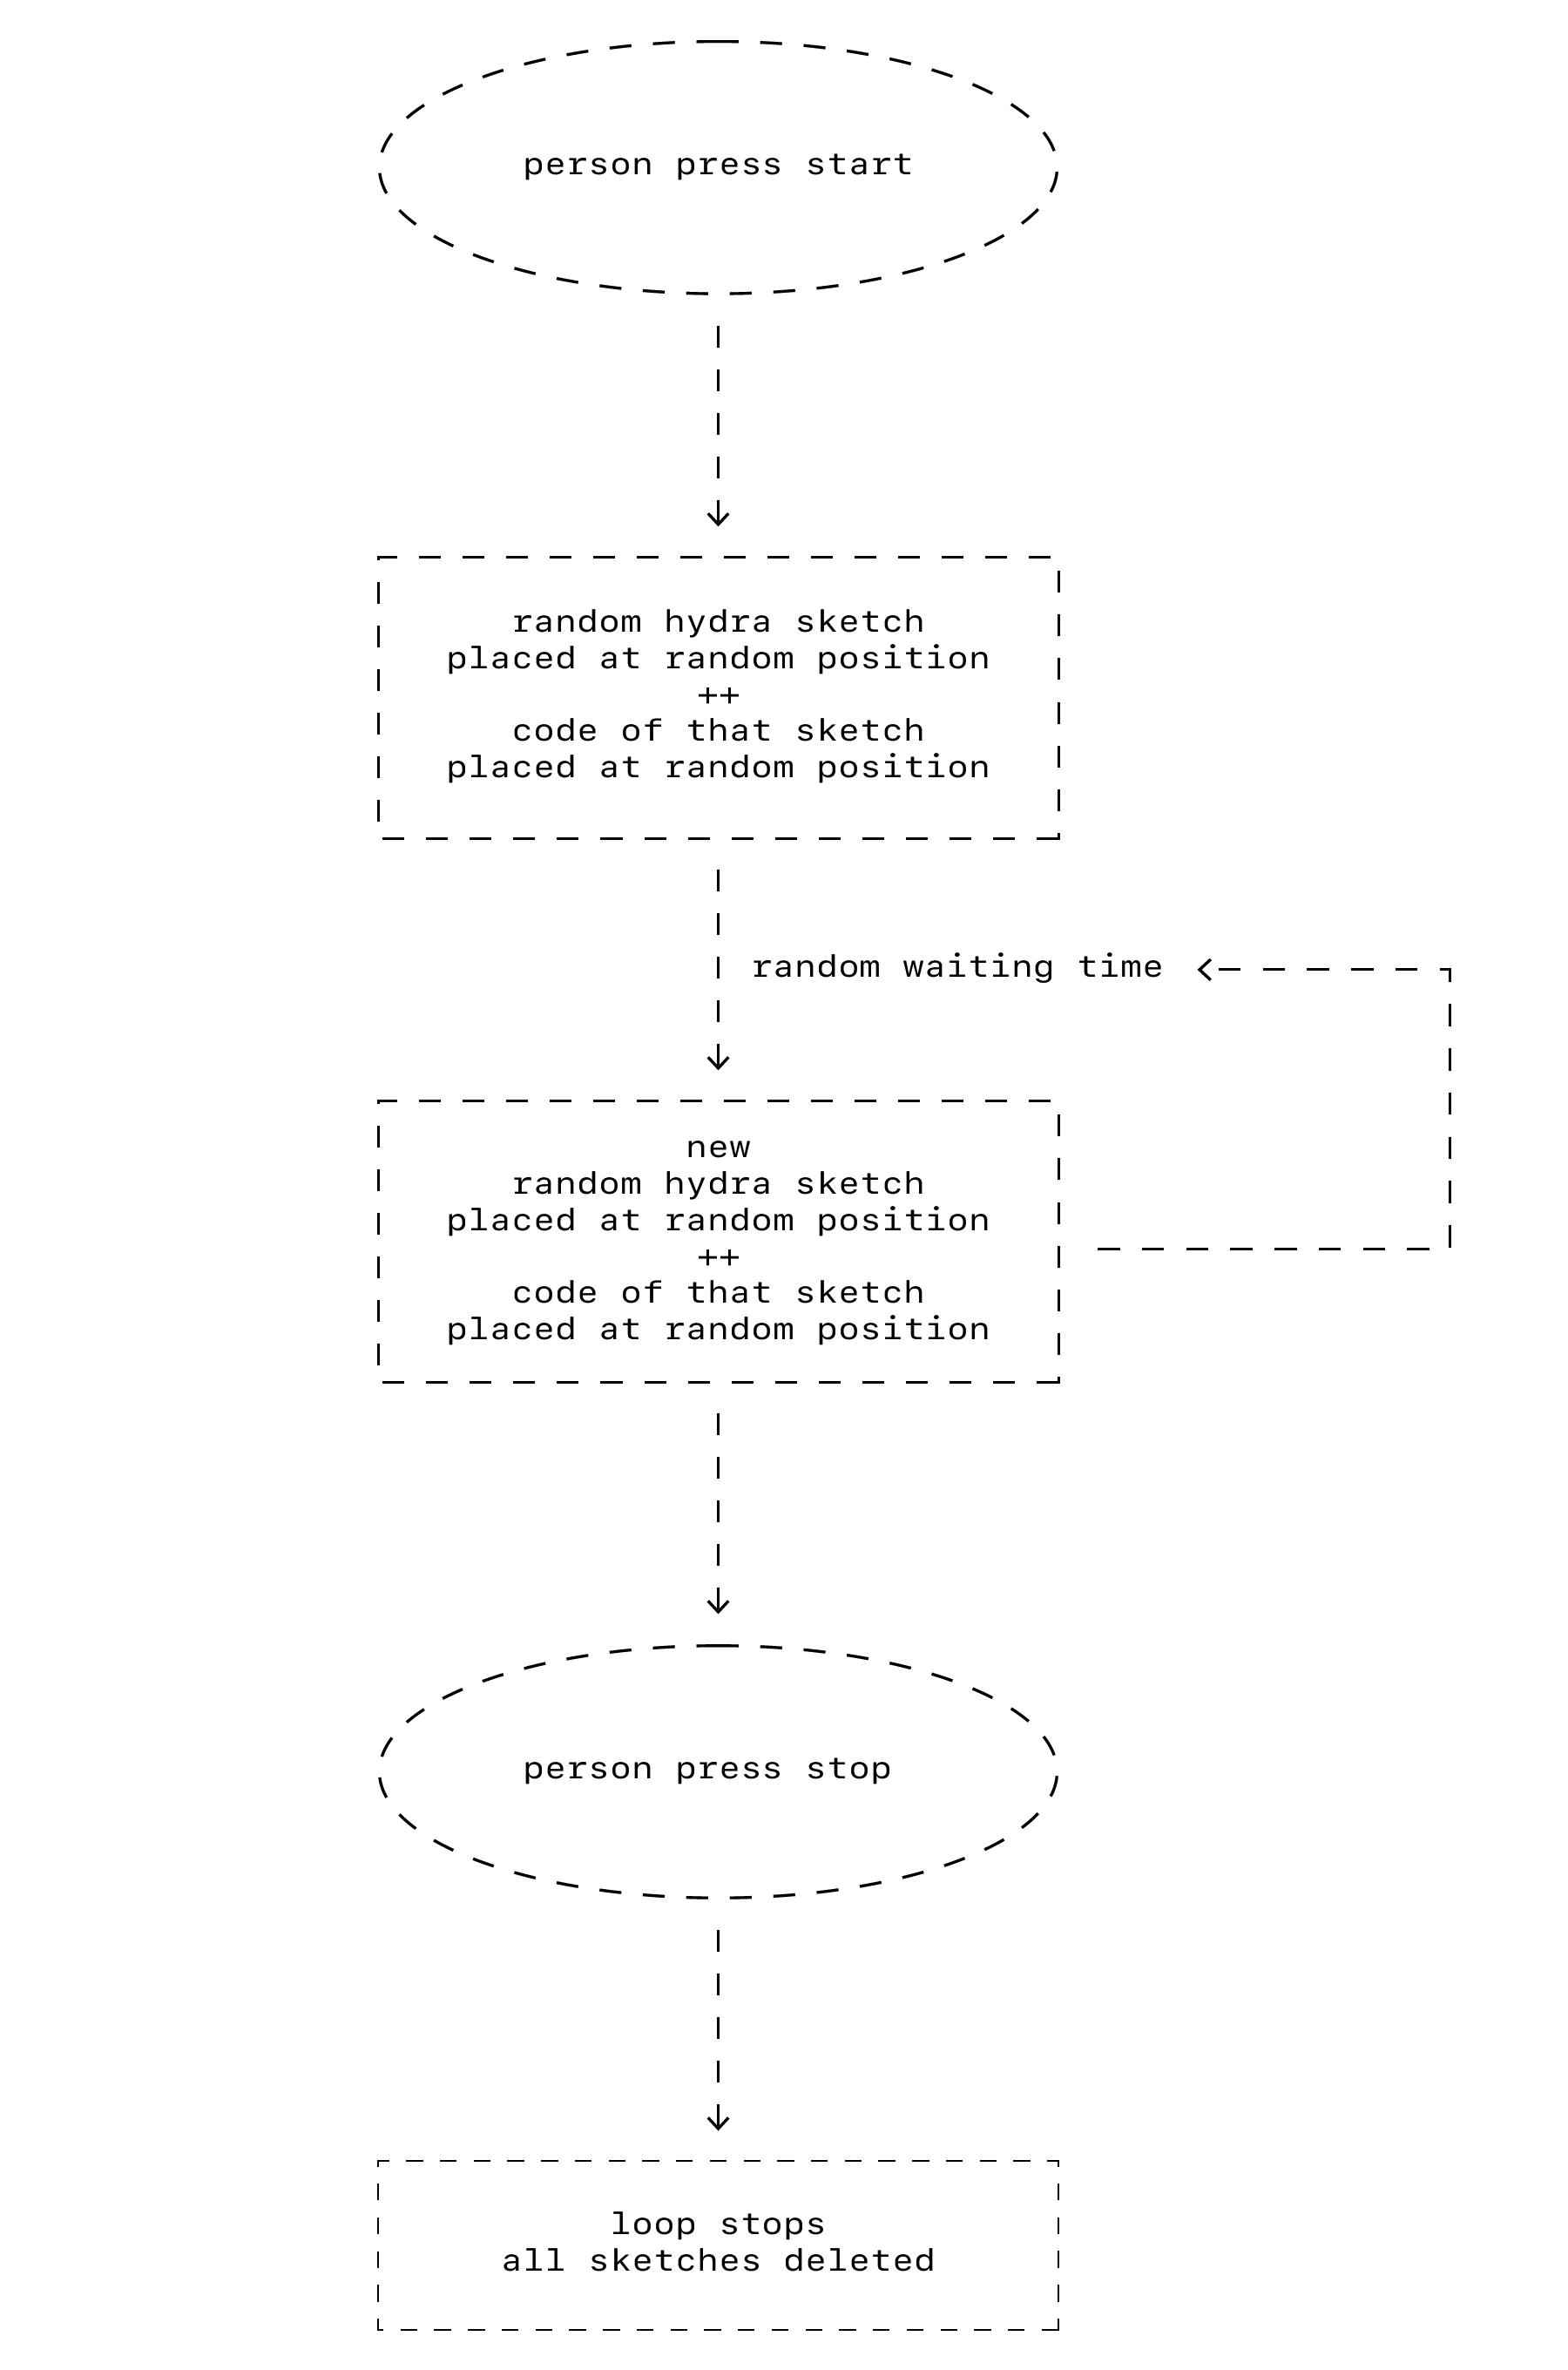 person press start
random hydra sketch
placed at random position
++
code of that sketch
placed at random position
random waiting time
new
random hydra sketch
placed at random position
++
code of that sketch
placed at random position
person press stop
loop stops
all sketches deleted